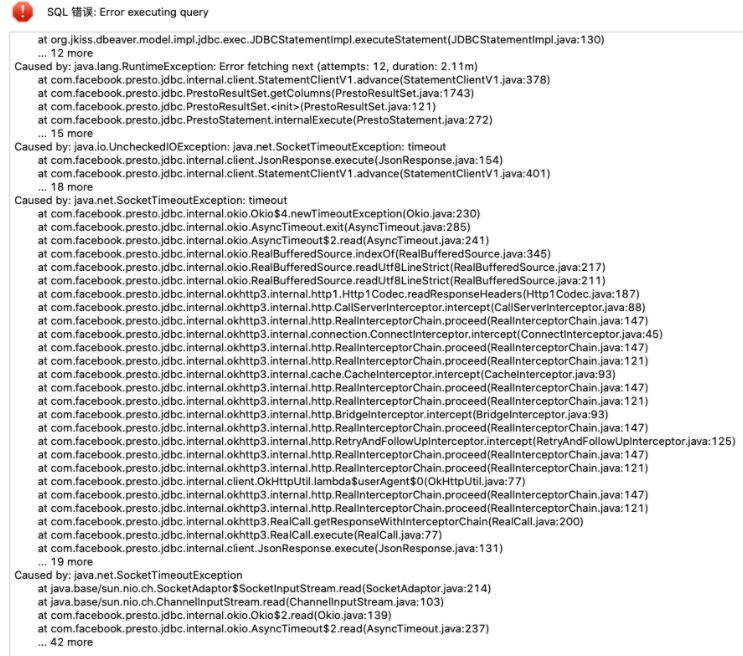 SQL 错误: Error executing query
at org.jkiss.dbeaver.model.impl.jdbc.exec.JDBCStatementImpl.executeStatement(JDBCStatementImpl.java:130)
... 12 more
Caused by: java.lang.RuntimeException: Error fetching next (attempts: 12, duration: 2.11m)
at com.facebook.presto.jdbc.internal.client.StatementClientV1.advance(StatementClientV1.java:378)
at com.facebook.presto.jdbc.PrestoResultSet.getColumns(PrestoResultSet.java:1743)
at com.facebook.presto.jdbc.PrestoResultSet.<init>(PrestoResultSet.java:121)
at com.facebook.presto.jdbc.PrestoStatement.internalExecute(PrestoStatement.java:272)
... 15 more
Caused by: java.io.UncheckedIOException: java.net.SocketTimeoutException: timeout
at com.facebook.presto.jdbc.internal.client.JsonResponse.execute(JsonResponse.java:154)
at com.facebook.presto.jdbc.internal.client.StatementClientV1.advance(StatementClientV1.java:401)
... 18 more
Caused by: java.net.SocketTimeoutException: timeout
at com.facebook.presto.jdbc.internal.okio.Okio$4.newTimeoutException(Okio.java:230)
at com.facebook.presto.jdbc.internal.okio.AsyncTimeout.exit(AsyncTimeout.java:285)
at com.facebook.presto.jdbc.internal.okio.AsyncTimeout$2.read(AsyncTimeout.java:241)
at com.facebook.presto.jdbc.internal.okio.RealBufferedSource.indexOf(RealBufferedSource.java:345)
at com.facebook.presto.jdbc.internal.okio.RealBufferedSource.readUtf8LineStrict(RealBufferedSource.java:217)
at com.facebook.presto.jdbc.internal.okio.RealBufferedSource.readUtf8LineStrict(RealBufferedSource.java:211)
at com.facebook.presto.jdbc.internal.okhttp3.internal.http1.Http1Codec.readResponseHeaders(Http1Codec.java:187)
at com.facebook.presto.jdbc.internal.okhttp3.internal.http.CallServerInterceptor.intercept(CallServerInterceptor.java:88)
at com.facebook.presto.jdbc.internal.okhttp3.internal.http.RealInterceptorChain.proceed(RealInterceptorChain.java:147)
at com.facebook.presto.jdbc.internal.okhttp3.internal.connection.ConnectInterceptor.intercept(ConnectInterceptor.java:45)
at com.facebook.presto.jdbc.internal.okhttp3.internal.http.RealInterceptorChain.proceed(RealInterceptorChain.java:147)
at com.facebook.presto.jdbc.internal.okhttp3.internal.http.RealInterceptorChain.proceed(RealInterceptorChain.java:121)
at com.facebook.presto.jdbc.internal.okhttp3.internal.cache.CacheInterceptor.intercept(CacheInterceptor.java:93)
at com.facebook.presto.jdbc.internal.okhttp3.internal.http.RealInterceptorChain.proceed(RealInterceptorChain.java:147)
at com.facebook.presto.jdbc.internal.okhttp3.internal.http.RealInterceptorChain.proceed(RealInterceptorChain.java:121)
at com.facebook.presto.jdbc.internal.okhttp3.internal.http.BridgeInterceptor.intercept(BridgeInterceptor.java:93)
at com.facebook.presto.jdbc.internal.okhttp3.internal.http.RealInterceptorChain.proceed(RealInterceptorChain.java:147)
at com.facebook.presto.jdbc.internal.okhttp3.internal.http.RetryAndFollowUpInterceptor.intercept(RetryAndFollowUpInterceptor.java:125)
at com.facebook.presto.jdbc.internal.okhttp3.internal.http.RealInterceptorChain.proceed(RealInterceptorChain.java:147)
at com.facebook.presto.jdbc.internal.okhttp3.internal.http.RealInterceptorChain.proceed(RealInterceptorChain.java:121)
at com.facebook.presto.jdbc.internal.client.OkHttpUtil.lambda$userAgent$0(OkHttpUtil.java:77)
at com.facebook.presto.jdbc.internal.okhttp3.internal.http.RealInterceptorChain.proceed(RealInterceptorChain.java:147)
at com.facebook.presto.jdbc.internal.okhttp3.internal.http.RealInterceptorChain.proceed(RealInterceptorChain.java:121)
at com.facebook.presto.jdbc.internal.okhttp3.RealCall.getResponseWithInterceptorChain(RealCall.java:200)
at com.facebook.presto.jdbc.internal.okhttp3.RealCall.execute(RealCall.java:77)
at com.facebook.presto.jdbc.internal.client.JsonResponse.execute(JsonResponse.java:131)
... 19 more
Caused by: java.net.SocketTimeoutException
at java.base/sun.nio.ch.SocketAdaptor$SocketInputStream.read(SocketAdaptor.java:214)
at java.base/sun.nio.ch.ChannelInputStream.read(ChannelInputStream.java:103)
at com.facebook.presto.jdbc.internal.okio.Okio$2.read(Okio.java:139)
at com.facebook.presto.jdbc.internal.okio.AsyncTimeout$2.read(AsyncTimeout.java:237)
... 42 more